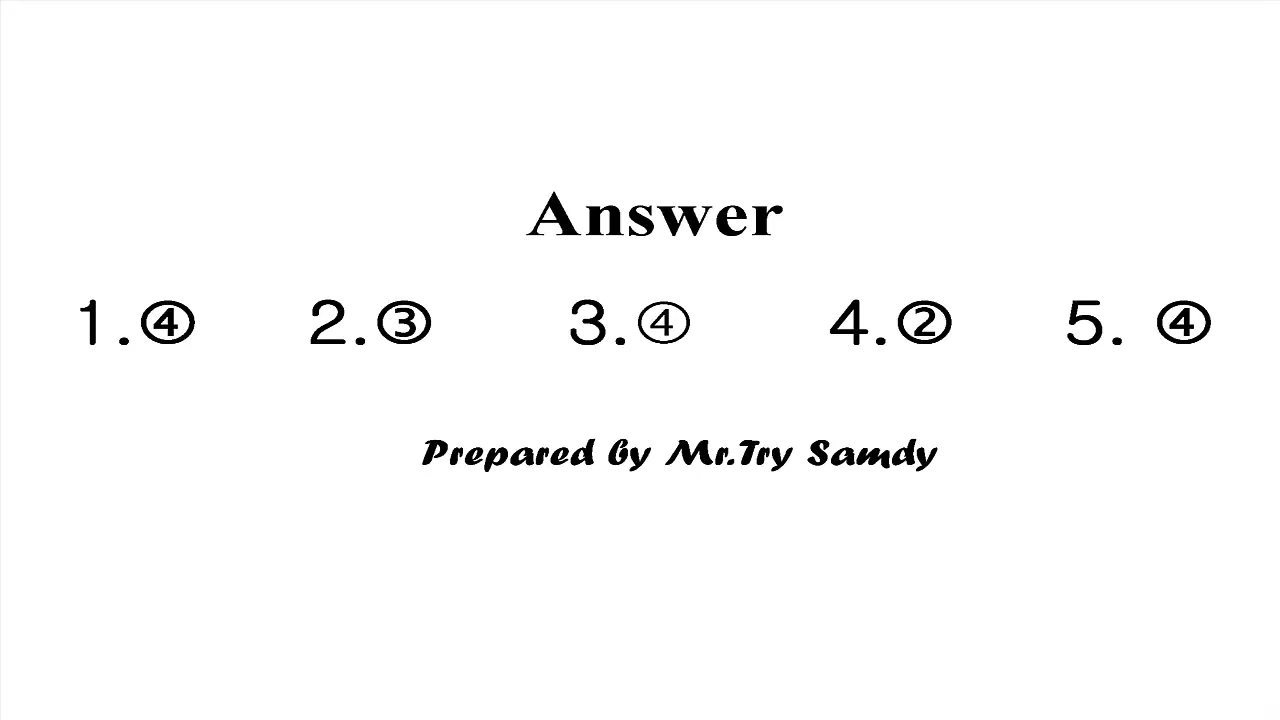 Answer
1.④ 2.③ 3.④ 4.② 5. ④
Prepared by Mr.Try Samdy